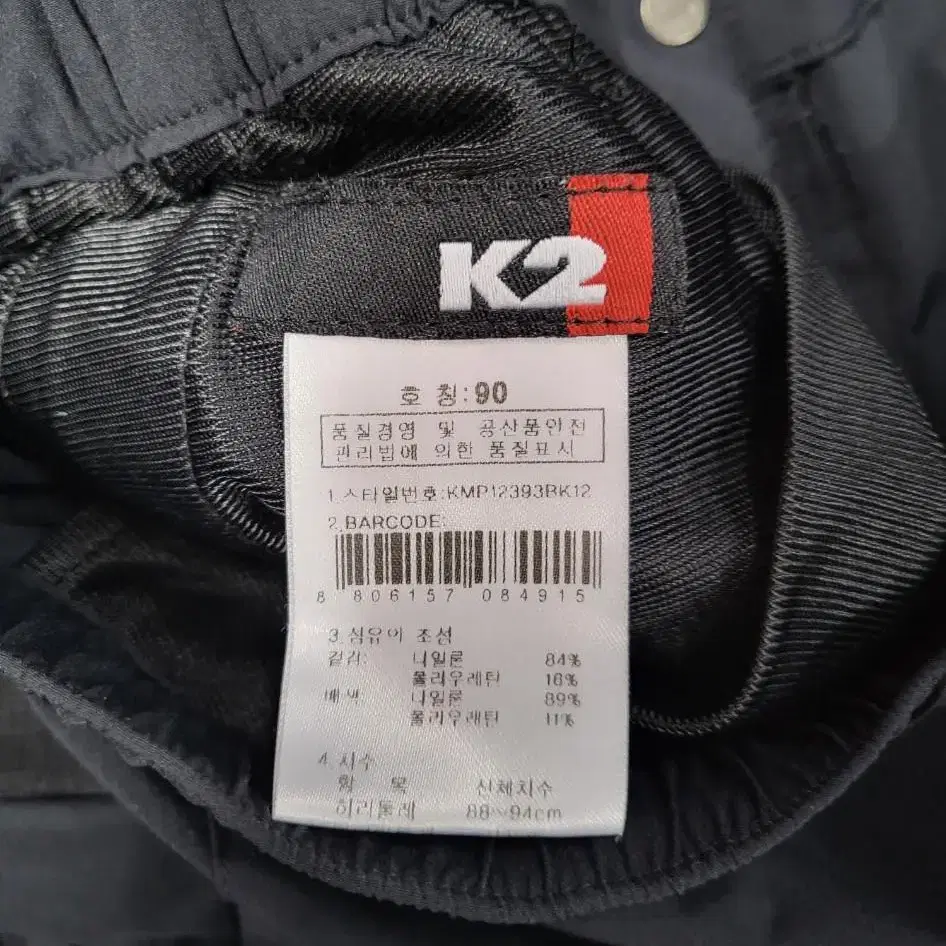 K2
호 칭:90
품질경영 및 공산품안전
관리법에 의한 품질표시
1.스타일번호:KMP12393BK12
2.BARCODE:
8 806157 084915
3.섬유의 조성
겉감: 나일론 84%
폴리우레탄 16%
배색: 나일론 89%
폴리우레탄 11%
4.치수
항 목 신체치수
허리둘레 88~94cm